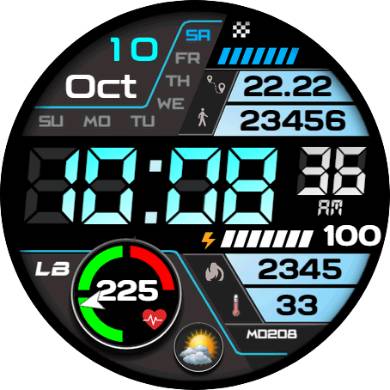 10
SA
Oct
FR
TH
WE
SU MO TU
22.22
23456
10:08 36
AM
100
LB
225
2345
33
MD208